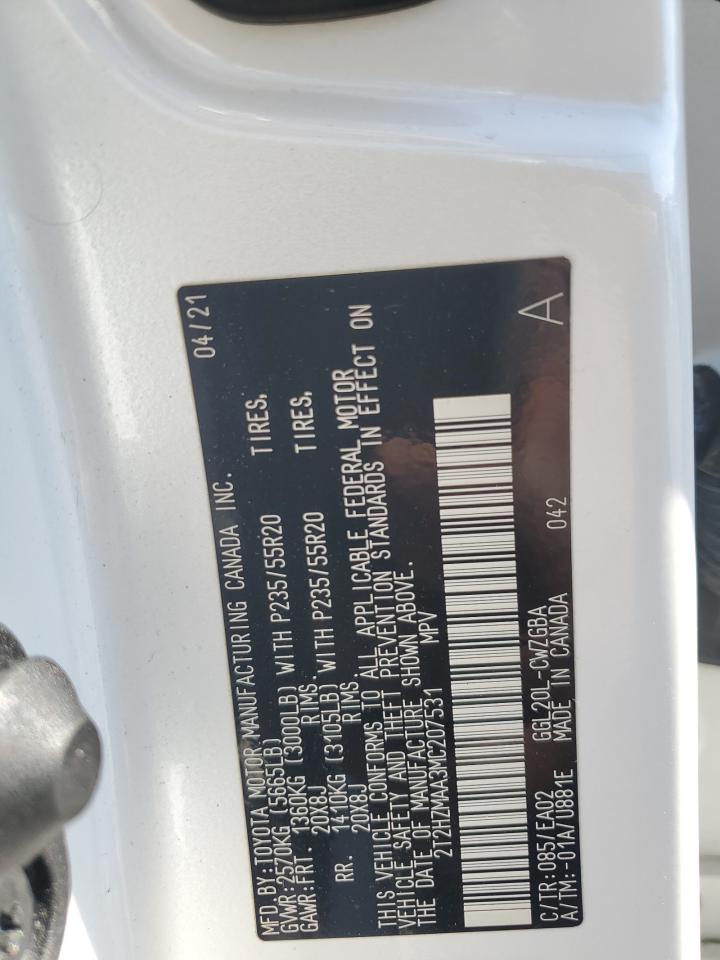 MFD.BY:TOYOTA MOTOR MANUFACTURING CANADA INC. 04/21
GVWR:2570KG (5665LB)
GAWR:FRT. 1360KG (3000LB) WITH P235/55R20 TIRES,
20X8J RIMS.
RR. 1410KG (3105LB) WITH P235/55R20 TIRES,
20X8J RIMS.
THIS VEHICLE CONFORMS TO ALL APPLICABLE FEDERAL MOTOR
VEHICLE SAFETY AND THEFT PREVENTION STANDARDS IN EFFECT ON
THE DATE OF MANUFACTURE SHOWN ABOVE.
2T2HZMAA3MC207531 MPV
C/TR:085/EA02 GGL20L-CWZGBA
A/TM:-01A/U881E MADE IN CANADA 042 A